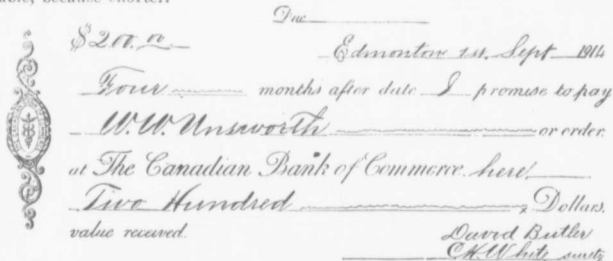 because shorter.
Due
$200.00
Edmonton 1st. Sept 1914
Four months after date I promise to pay
W.W. Unsworth or order
at The Canadian Bank of Commerce here
Two Hundred Dollars,
value received.
David Butler
C.K. White surety